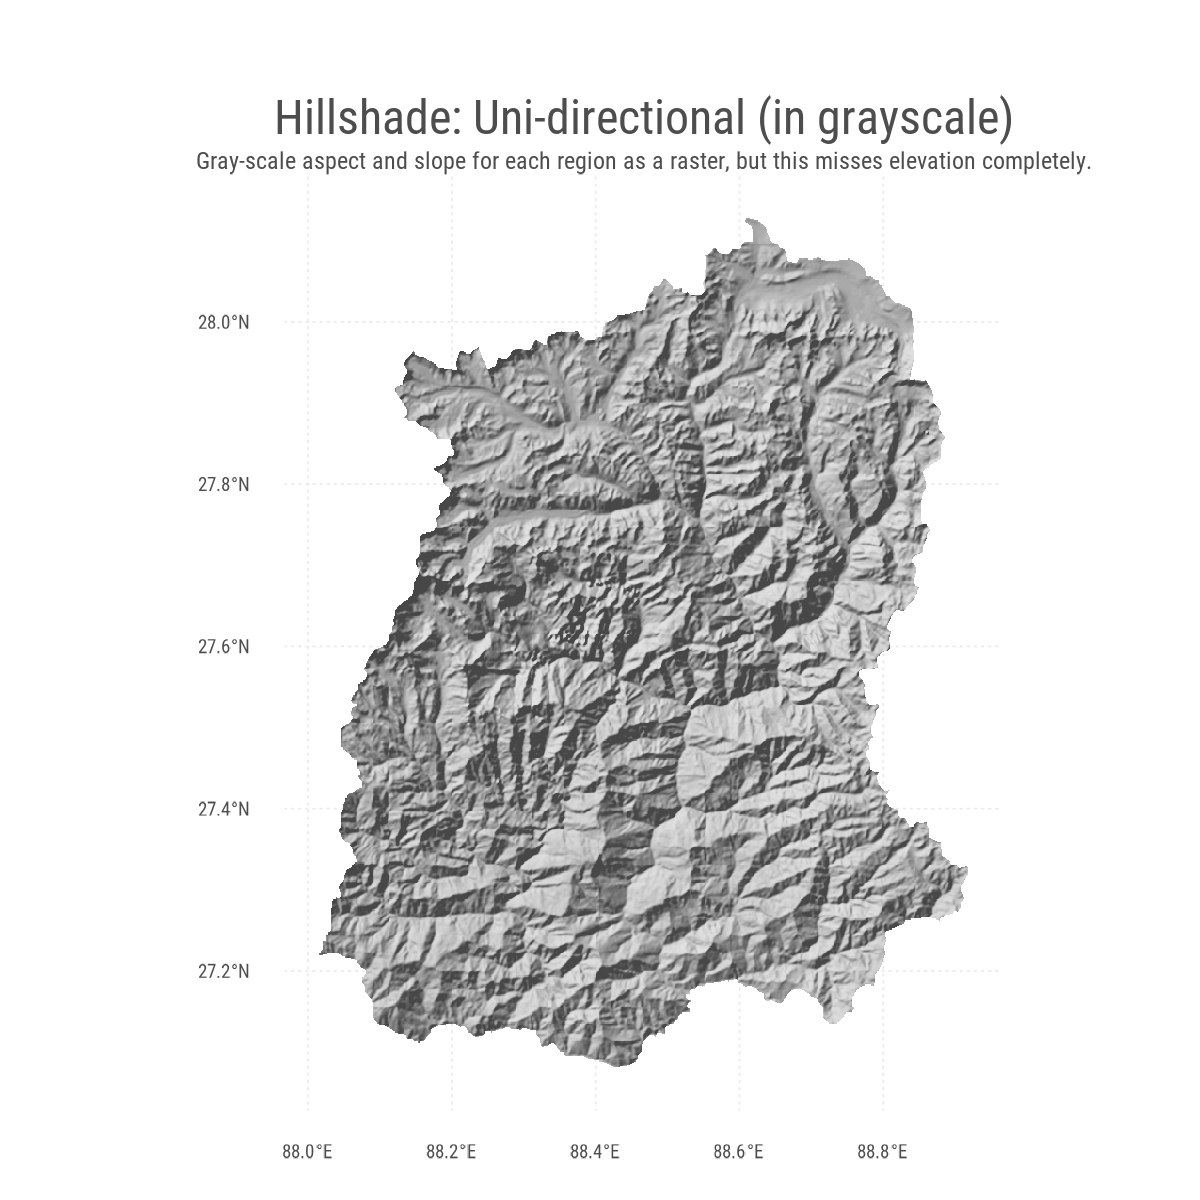 Hillshade: Uni-directional (in grayscale)
Gray-scale aspect and slope for each region as a raster, but this misses elevation completely.
28.0°N
27.8°N
27.6°N
27.4°N
27.2°N
88.0°E 88.2°E 88.4°E 88.6°E 88.8°E